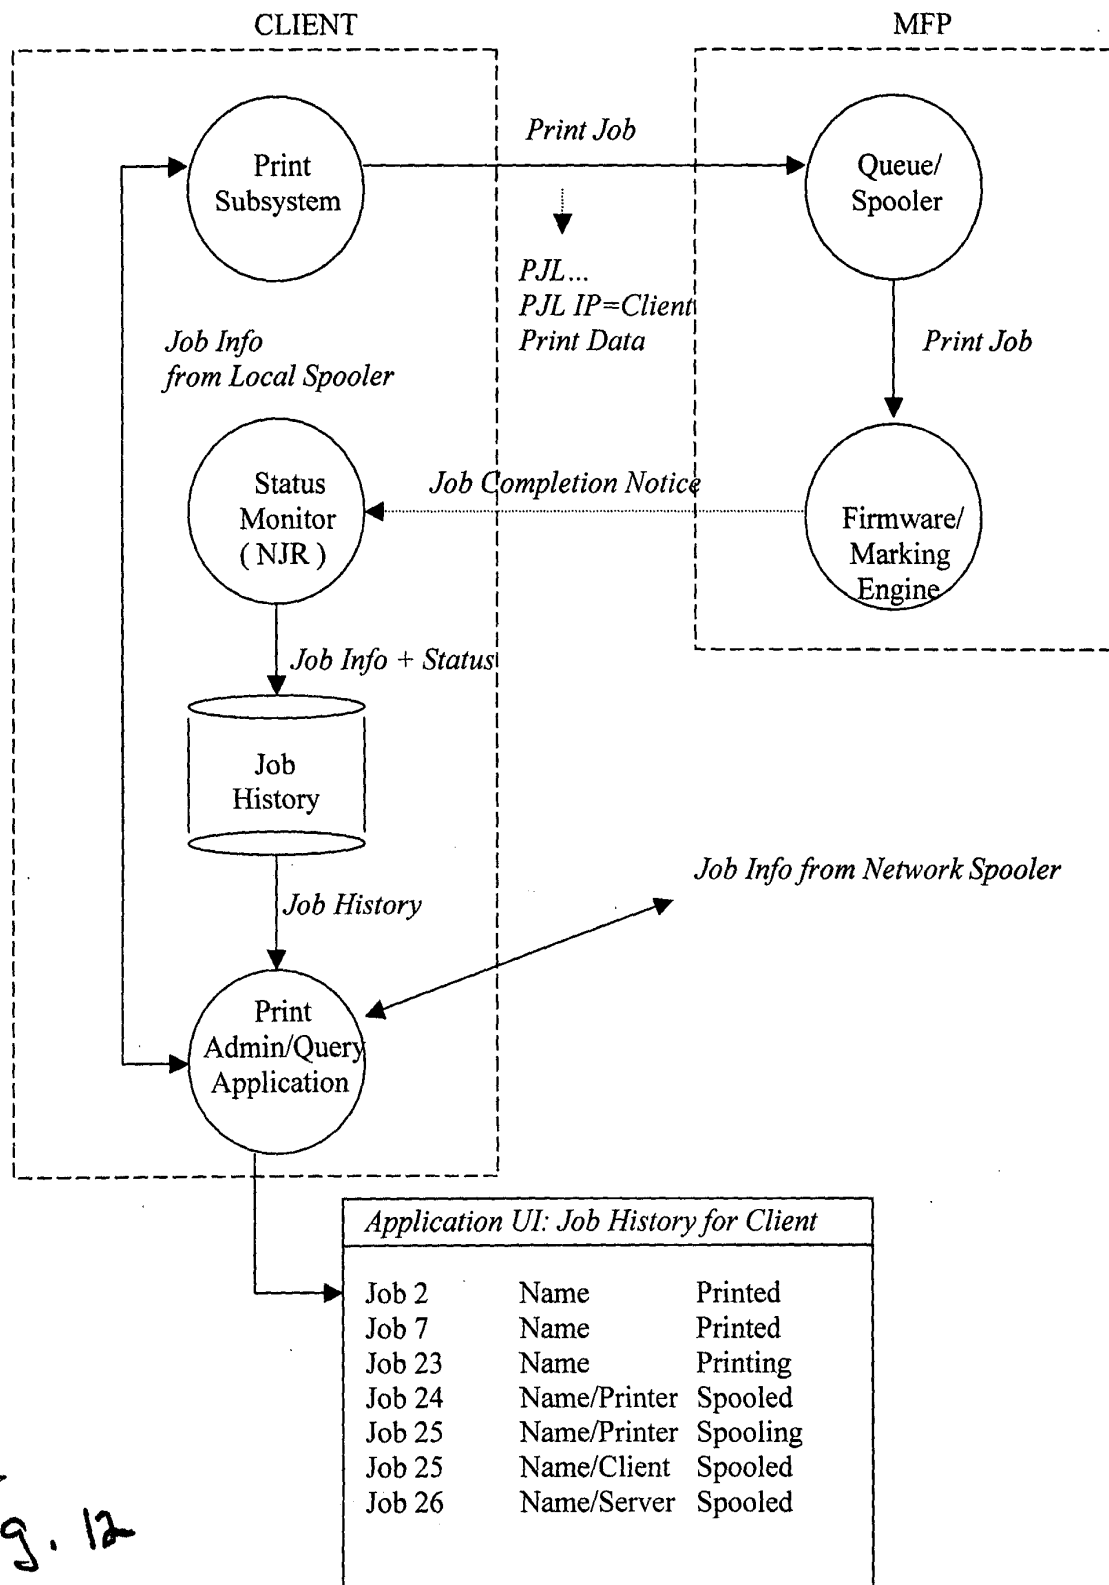 CLIENT
MFP
Print
Subsystem
Print Job
Queue/
Spooler
PJL...
PJL IP=Client
Print Data
Job Info
from Local Spooler
Print Job
Status
Monitor
( NJR )
Job Completion Notice
Firmware/
Marking
Engine
Job Info + Status
Job
History
Job History
Job Info from Network Spooler
Print
Admin/Query
Application
Application UI: Job History for Client
Job 2 Name Printed
Job 7 Name Printed
Job 23 Name Printing
Job 24 Name/Printer Spooled
Job 25 Name/Printer Spooling
Job 25 Name/Client Spooled
Job 26 Name/Server Spooled
g. 12